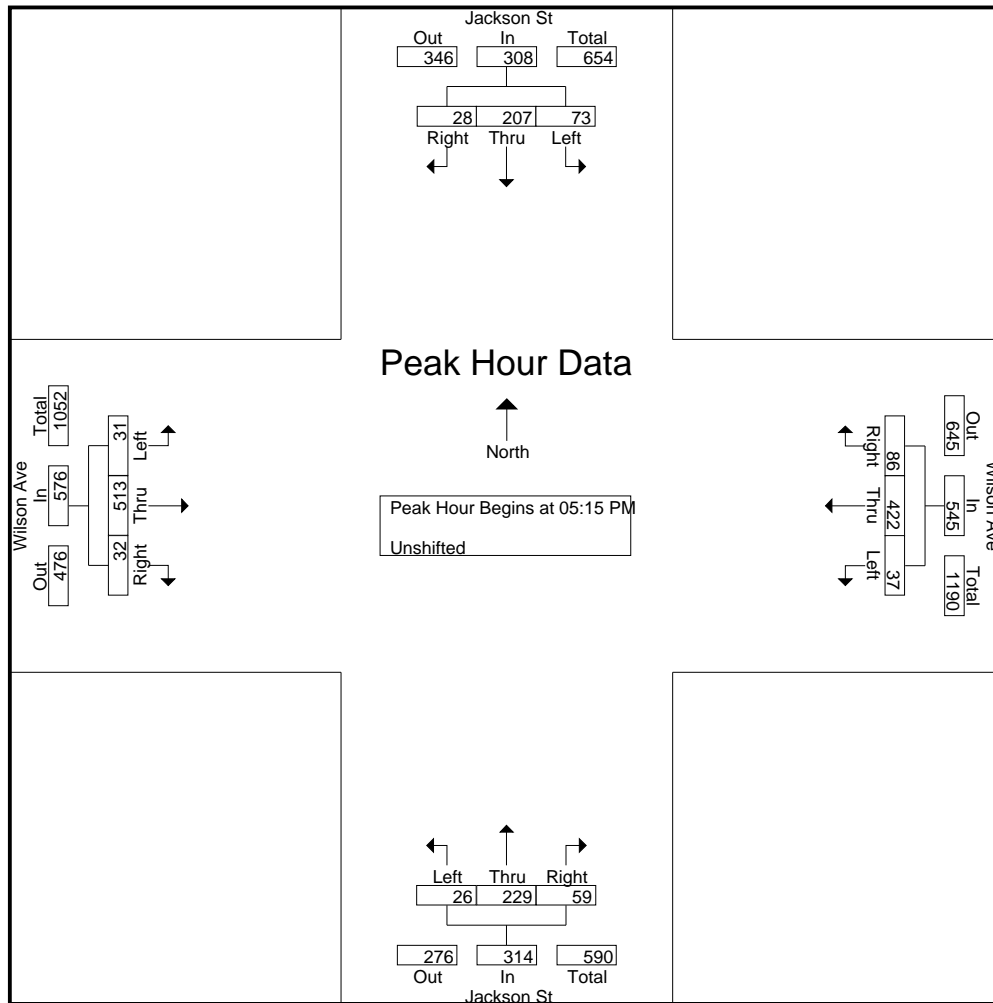 Jackson St
Out In Total
346 308 654
28 207 73
Right Thru Left
Peak Hour Data
North
Peak Hour Begins at 05:15 PM
Unshifted
Wilson Ave
Out In Total
476 576 1052
32 513 31
Right Thru Left
Wilson Ave
Out In Total
645 545 1190
86 422 37
Right Thru Left
Left Thru Right
26 229 59
276 314 590
Out In Total
Jackson St